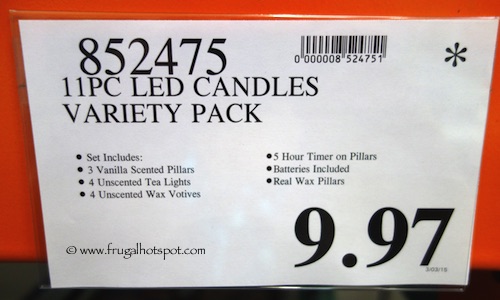 852475
0 000008 524751
*
11PC LED CANDLES
VARIETY PACK
• Set Includes:
• 3 Vanilla Scented Pillars
• 4 Unscented Tea Lights
• 4 Unscented Wax Votives
• 5 Hour Timer on Pillars
• Batteries Included
• Real Wax Pillars
9.97
© www.frugalhotspot.com